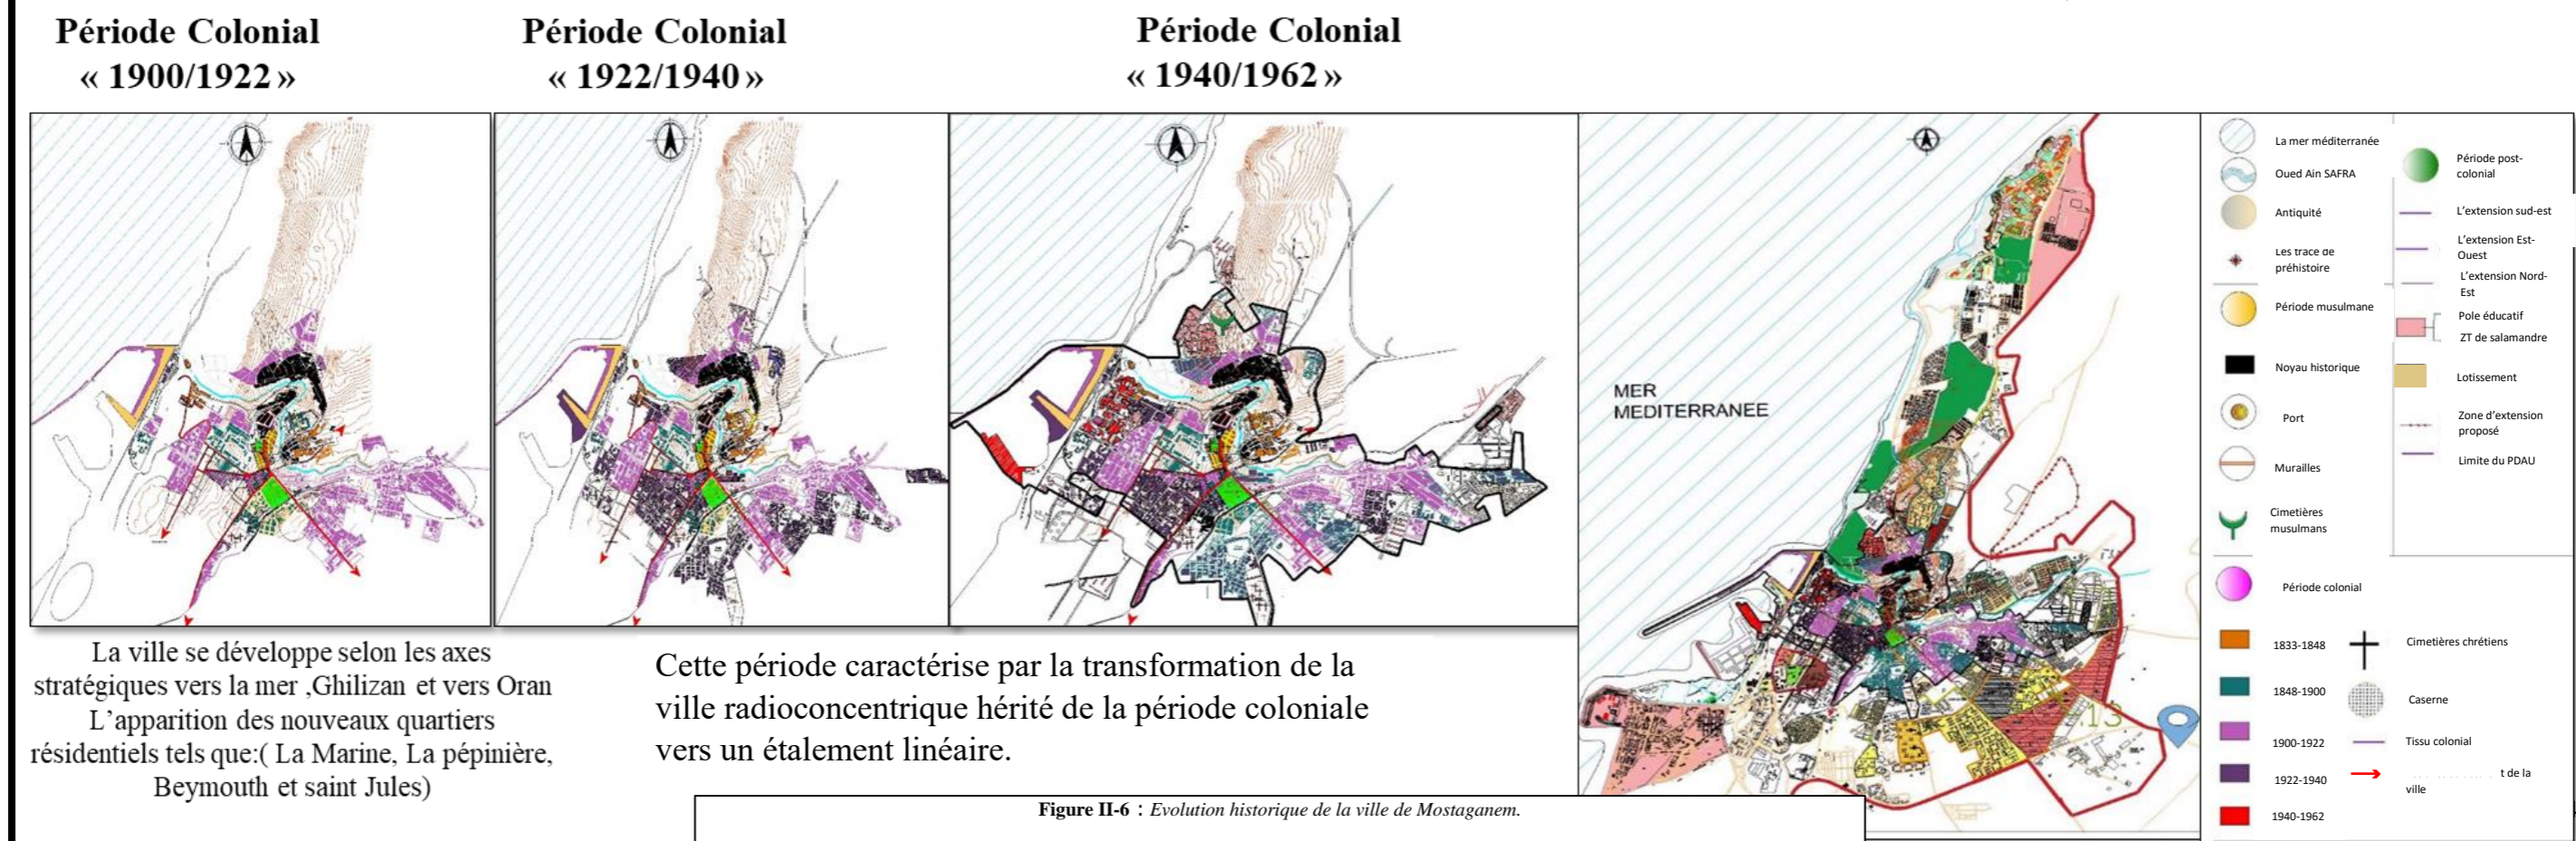 Période Colonial
« 1900/1922 »
Période Colonial
« 1922/1940 »
Période Colonial
« 1940/1962 »
La ville se développe selon les axes
stratégiques vers la mer ,Ghilizan et vers Oran
L'apparition des nouveaux quartiers
résidentiels tels que:( La Marine, La pépinière,
Beymouth et saint Jules)
Cette période caractérise par la transformation de la
ville radioconcentrique hérité de la période coloniale
vers un étalement linéaire.
MER
MEDITERRANEE
13
La mer méditerranée
Oued Ain SAFRA
Antiquité
Les trace de
préhistoire
Période musulmane
Noyau historique
Port
Murailles
Cimetières
musulmans
Période colonial
1833-1848
1848-1900
1900-1922
1922-1940
1940-1962
Période post-
colonial
L'extension sud-est
L'extension Est-
Ouest
L'extension Nord-
Est
Pole éducatif
ZT de salamandre
Lotissement
Zone d'extension
proposé
Limite du PDAU
Cimetières chrétiens
Caserne
Tissu colonial
t de la
ville
Figure II-6 : Evolution historique de la ville de Mostaganem.